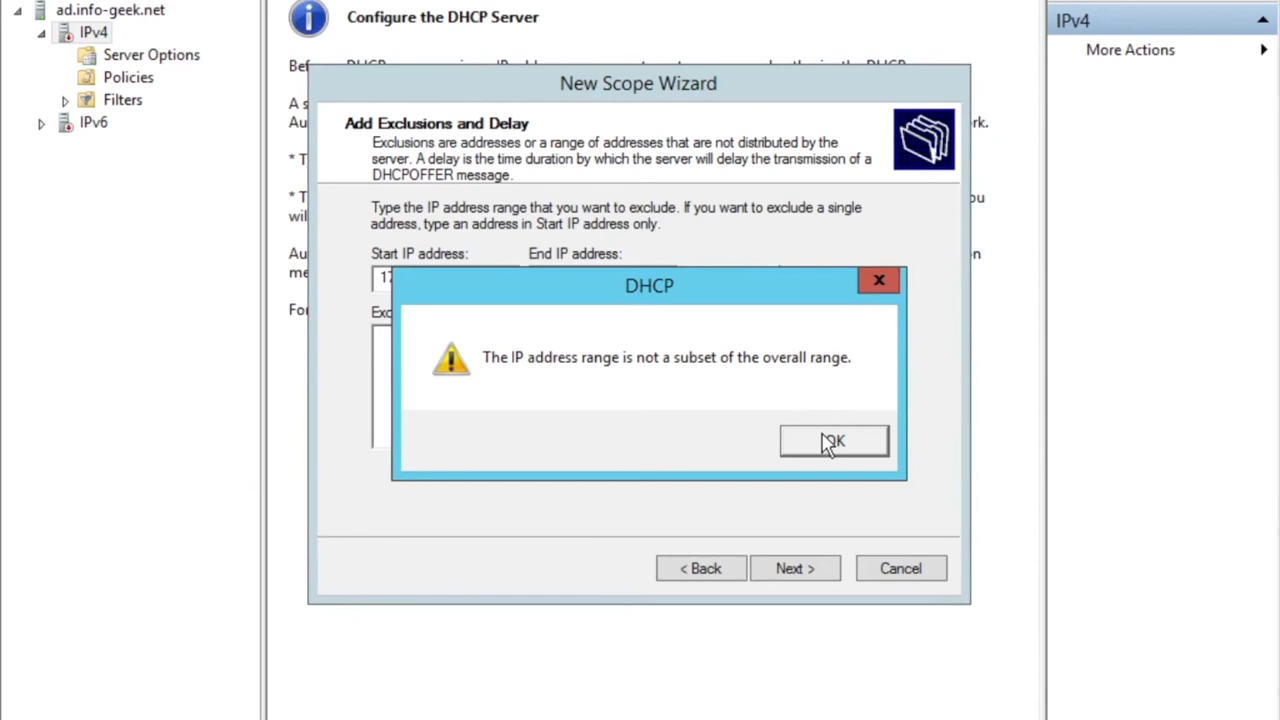 ad.info-geek.net
IPv4
Server Options
Policies
Filters
IPv6
Configure the DHCP Server
IPv4
More Actions
New Scope Wizard
Add Exclusions and Delay
Exclusions are addresses or a range of addresses that are not distributed by the
server. A delay is the time duration by which the server will delay the transmission of a
DHCPOFFER message.
Type the IP address range that you want to exclude. If you want to exclude a single
address, type an address in Start IP address only.
Start IP address: End IP address:
17
DHCP
The IP address range is not a subset of the overall range.
OK
< Back Next > Cancel